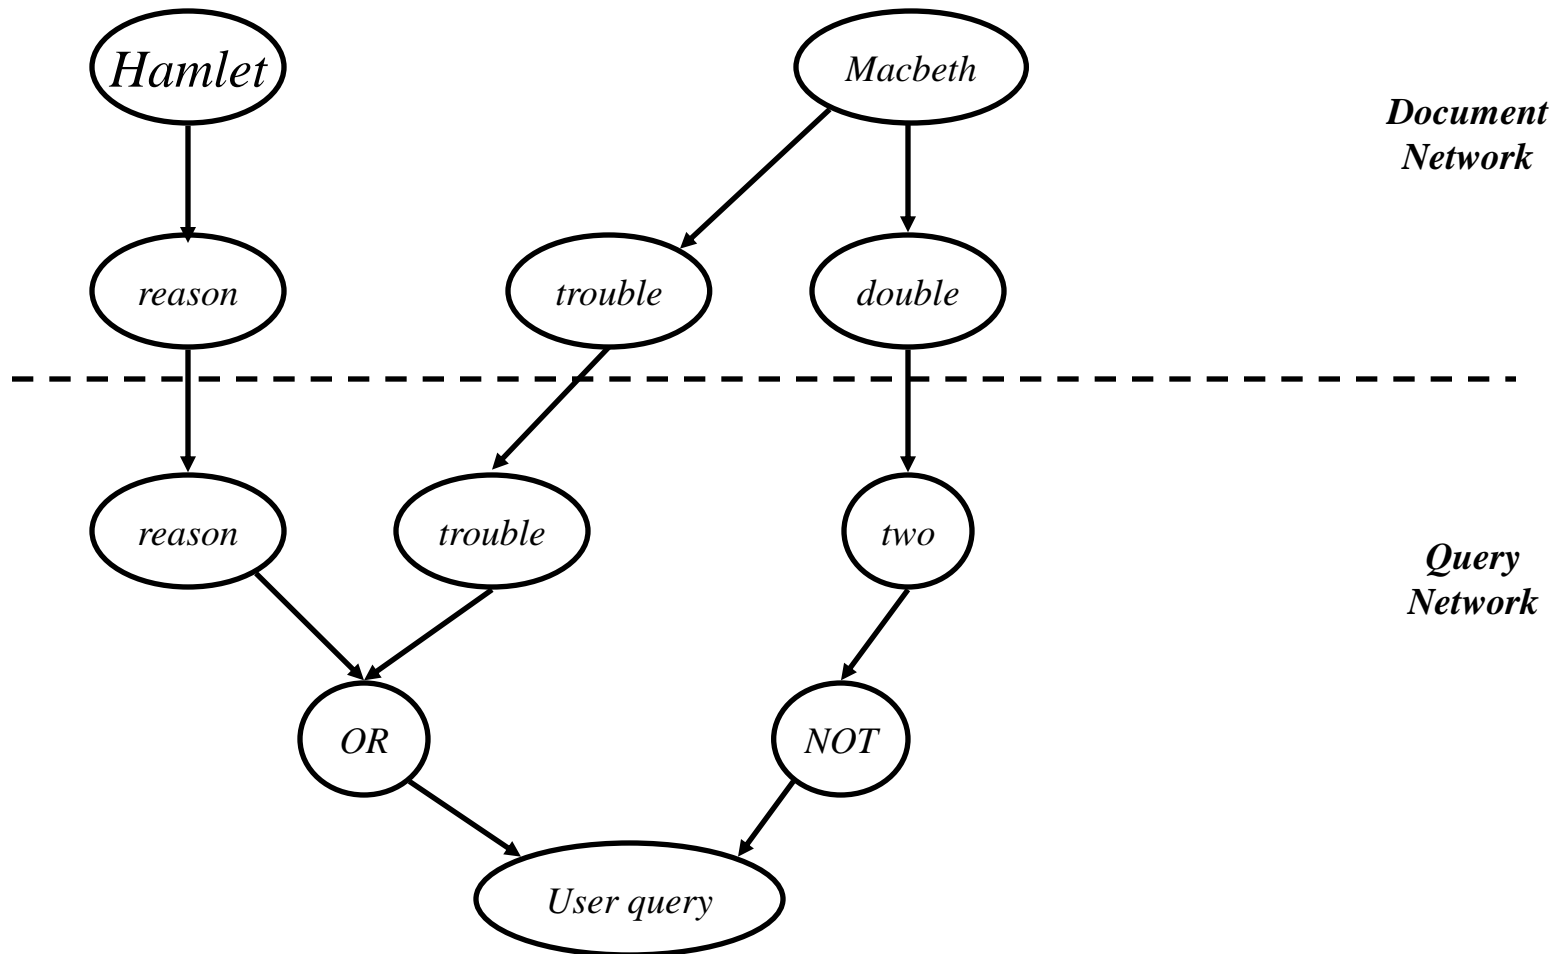 Hamlet
Macbeth
Document
Network
reason
trouble
double
reason
trouble
two
Query
Network
OR
NOT
User query